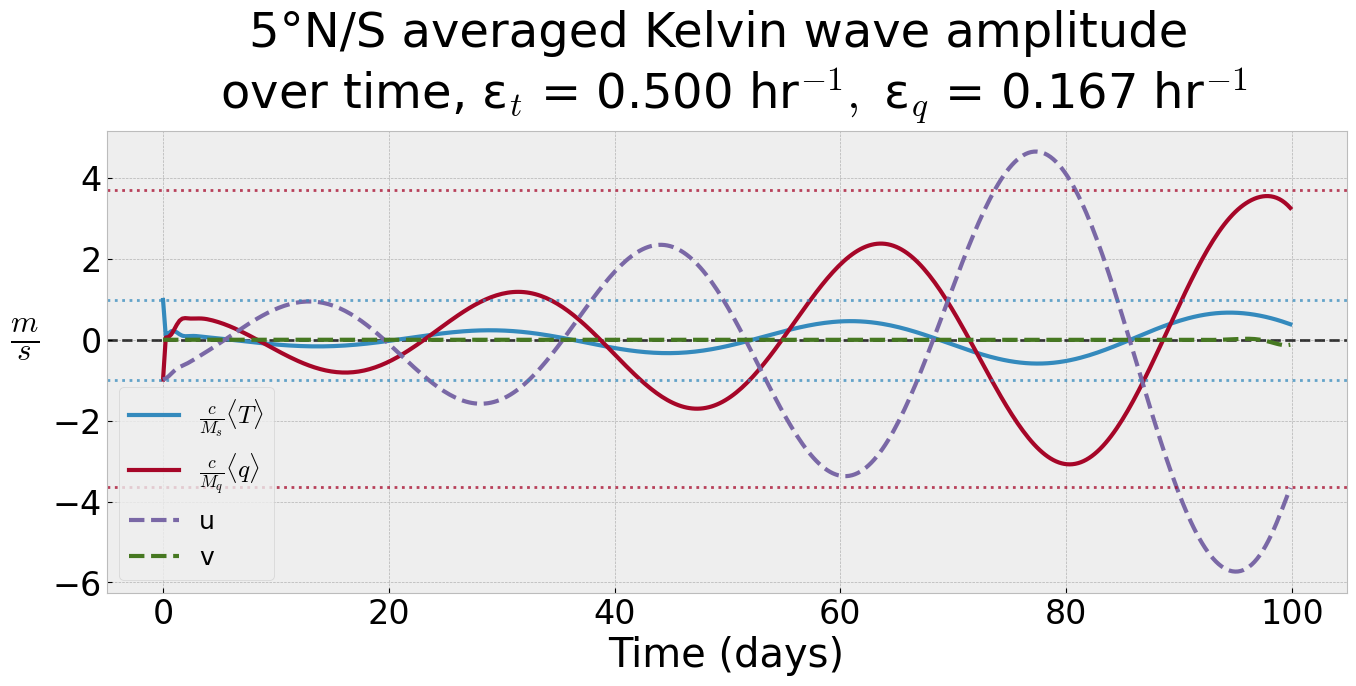 5°N/S averaged Kelvin wave amplitude
over time, ε_t = 0.500 hr⁻¹, ε_q = 0.167 hr⁻¹
m/s
4
2
0
−2
−4
−6
c/M_s ⟨T⟩
c/M_q ⟨q⟩
u
v
0 20 40 60 80 100
Time (days)